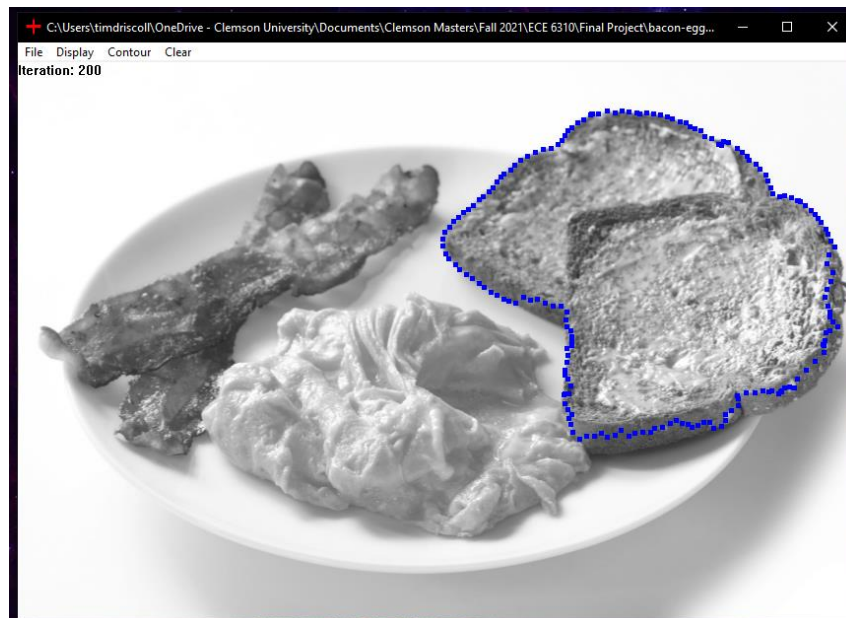 C:\Users\timdriscoll\OneDrive - Clemson University\Documents\Clemson Masters\Fall 2021\ECE 6310\Final Project\bacon-egg...
File Display Contour Clear
Iteration: 200